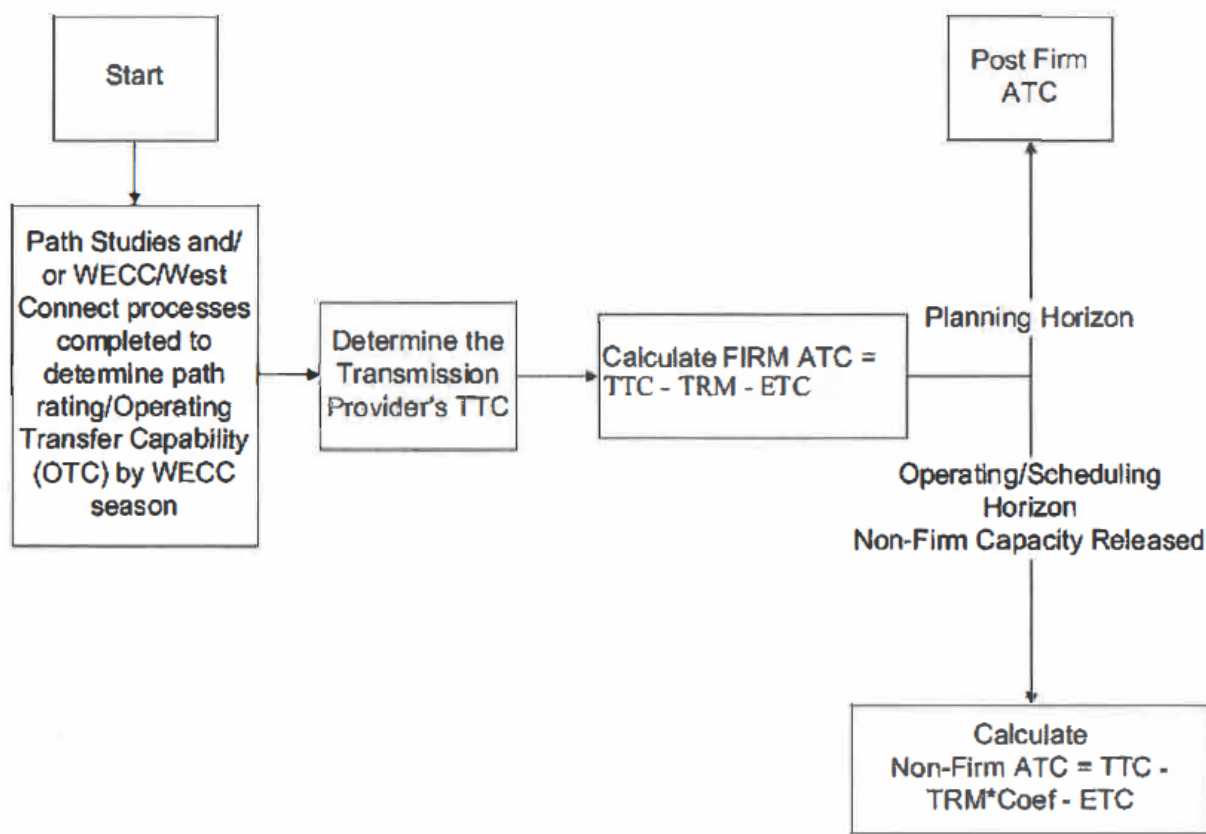 Start
Path Studies and/
or WECC/West
Connect processes
completed to
determine path
rating/Operating
Transfer Capability
(OTC) by WECC
season
Determine the
Transmission
Provider's TTC
Calculate FIRM ATC =
TTC - TRM - ETC
Post Firm
ATC
Planning Horizon
Operating/Scheduling
Horizon
Non-Firm Capacity Released
Calculate
Non-Firm ATC = TTC -
TRM*Coef - ETC